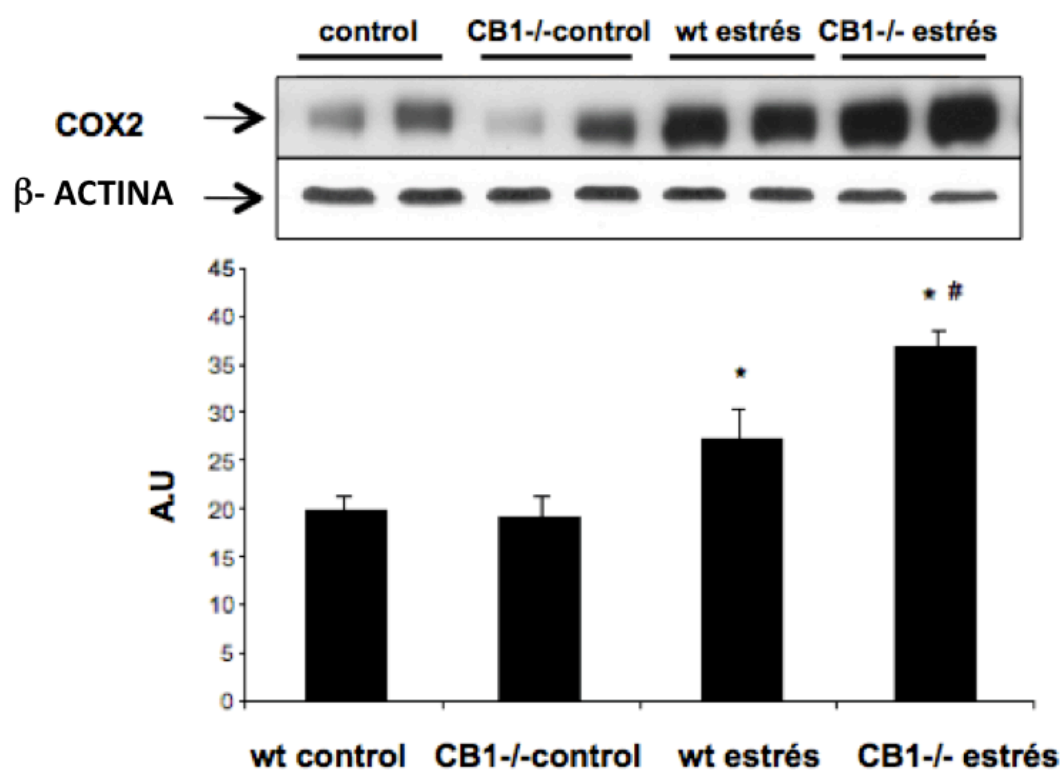 control CB1-/-control wt estrés CB1-/- estrés
COX2
β- ACTINA
45
40
35
30
25
20
15
10
5
0
A.U
*
* #
wt control CB1-/-control wt estrés CB1-/- estrés